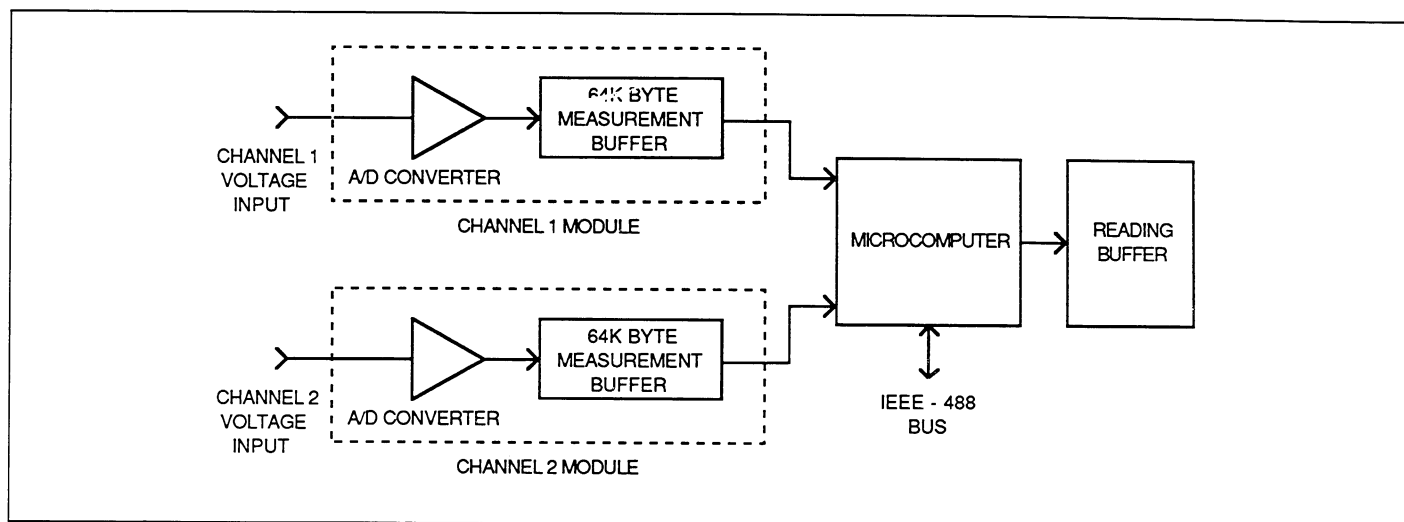 CHANNEL 1
VOLTAGE
INPUT
A/D CONVERTER
64K BYTE
MEASUREMENT
BUFFER
CHANNEL 1 MODULE
MICROCOMPUTER
READING
BUFFER
CHANNEL 2
VOLTAGE
INPUT
A/D CONVERTER
64K BYTE
MEASUREMENT
BUFFER
CHANNEL 2 MODULE
IEEE - 488
BUS